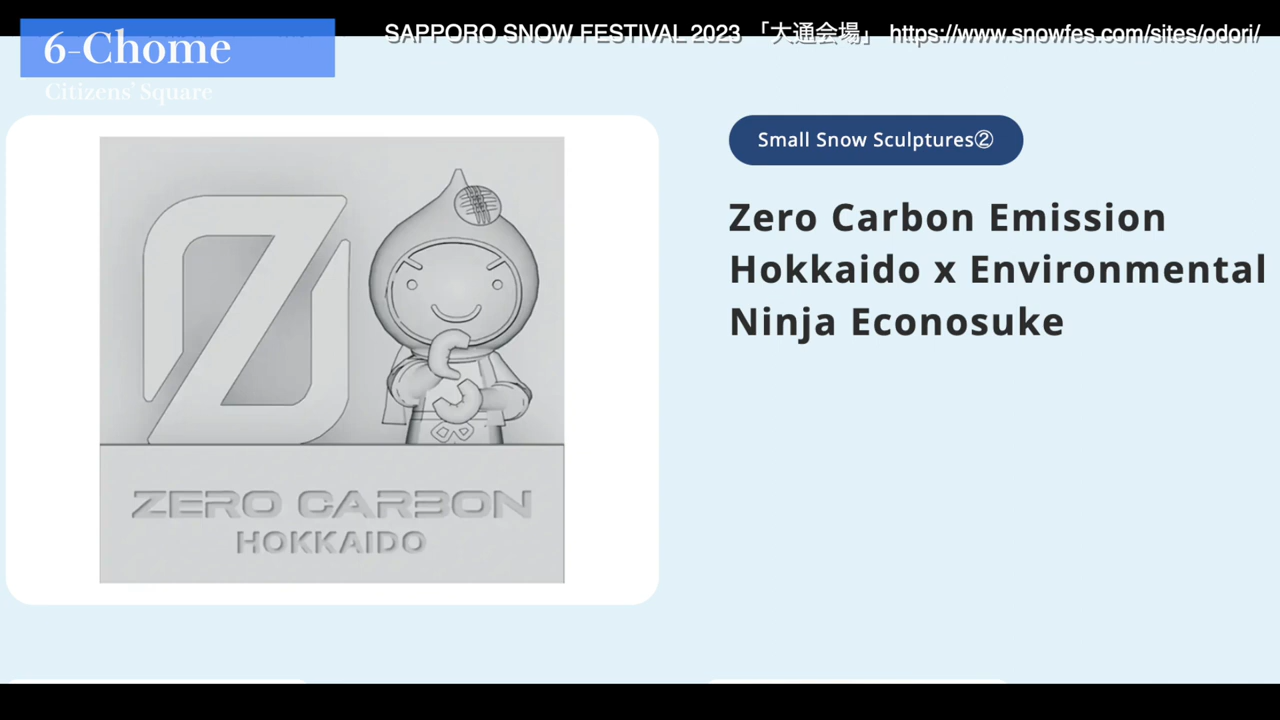 6-Chome
SAPPORO SNOW FESTIVAL 2023 「大通会場」 https://www.snowfes.com/sites/odori/
Citizens' Square
Small Snow Sculptures②
Zero Carbon Emission
Hokkaido x Environmental
Ninja Econosuke
ZERO CARBON
HOKKAIDO